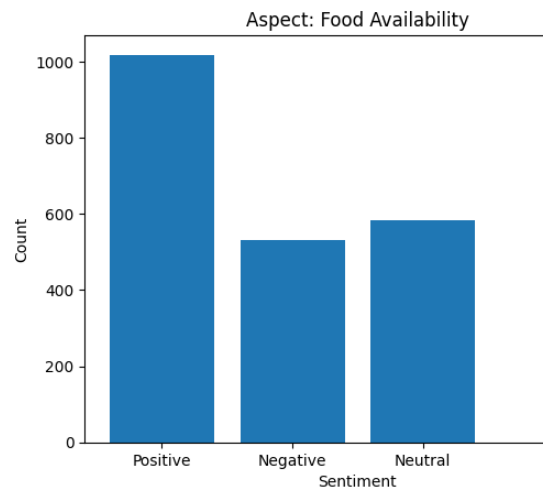 Aspect: Food Availability
1000
800
600
400
200
0
Count
Positive Negative Neutral
Sentiment